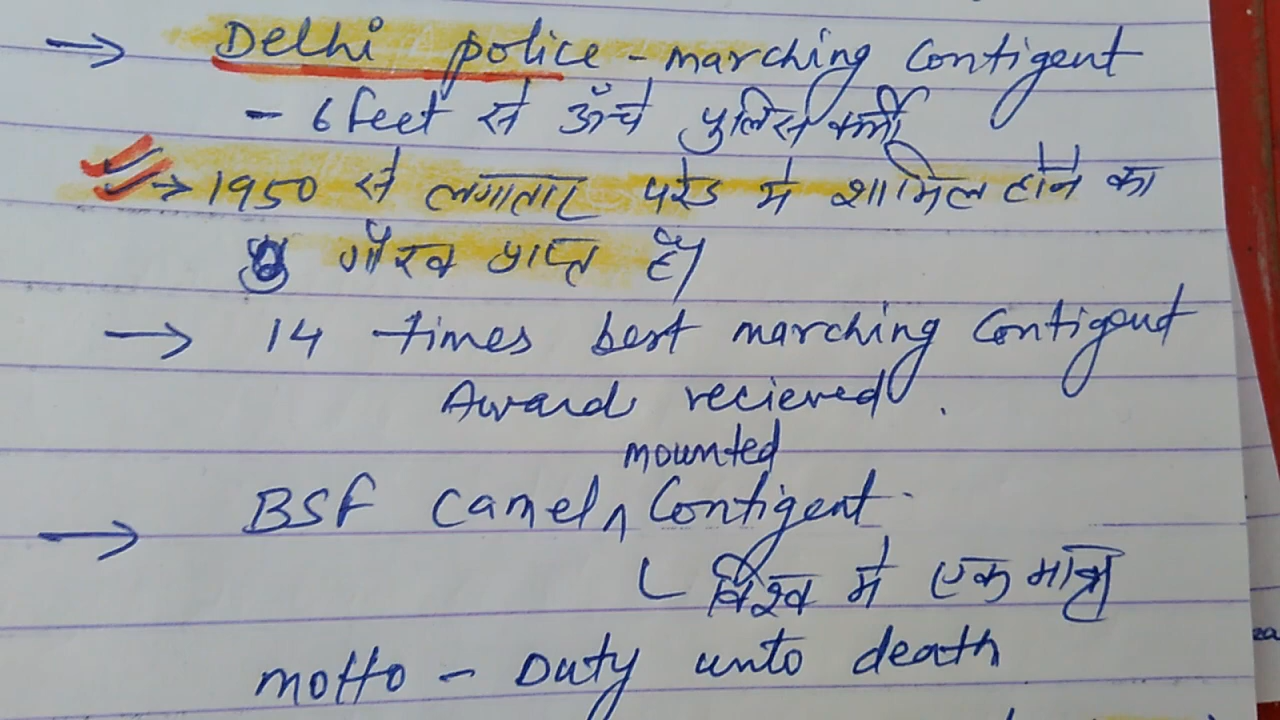 → Delhi police - marching Contigent
- 6 feet से ऊँचे पुलिस कर्मी
→ 1950 से लगातार परेड मे शामिल होने का
गौरव प्राप्त है।
→ 14 times best marching Contigent
Award recieved.
mounted
→ BSF Camel ^ Contigent.
विश्व मे एक मात्र
motto - Duty unto death